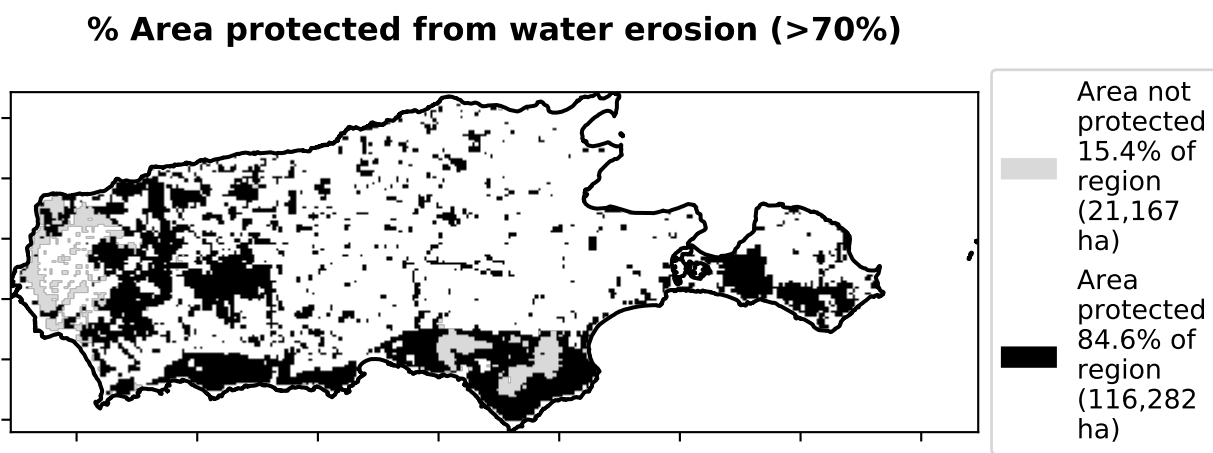 % Area protected from water erosion (>70%)
Area not
protected
15.4% of
region
(21,167
ha)
Area
protected
84.6% of
region
(116,282
ha)